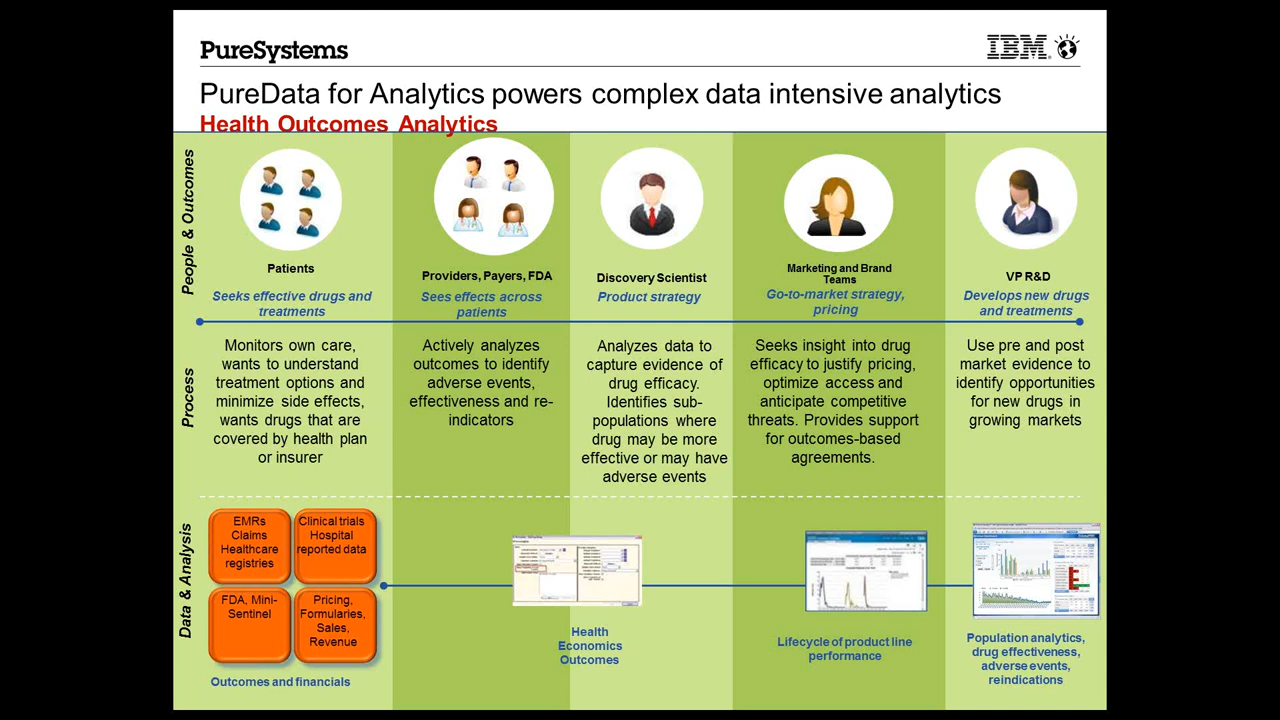 PureSystems
IBM
PureData for Analytics powers complex data intensive analytics
Health Outcomes Analytics
People & Outcomes
Patients
Seeks effective drugs and
treatments
Providers, Payers, FDA
Sees effects across
patients
Discovery Scientist
Product strategy
Marketing and Brand
Teams
Go-to-market strategy,
pricing
VP R&D
Develops new drugs
and treatments
Process
Monitors own care,
wants to understand
treatment options and
minimize side effects,
wants drugs that are
covered by health plan
or insurer
Actively analyzes
outcomes to identify
adverse events,
effectiveness and re-
indicators
Analyzes data to
capture evidence of
drug efficacy.
Identifies sub-
populations where
drug may be more
effective or may have
adverse events
Seeks insight into drug
efficacy to justify pricing,
optimize access and
anticipate competitive
threats. Provides support
for outcomes-based
agreements.
Use pre and post
market evidence to
identify opportunities
for new drugs in
growing markets
Data & Analysis
EMRs
Claims
Healthcare
registries
Clinical trials
Hospital
reported data
FDA, Mini-
Sentinel
Pricing,
Formularies,
Sales,
Revenue
Outcomes and financials
Health
Economics
Outcomes
Lifecycle of product line
performance
Population analytics,
drug effectiveness,
adverse events,
reindications